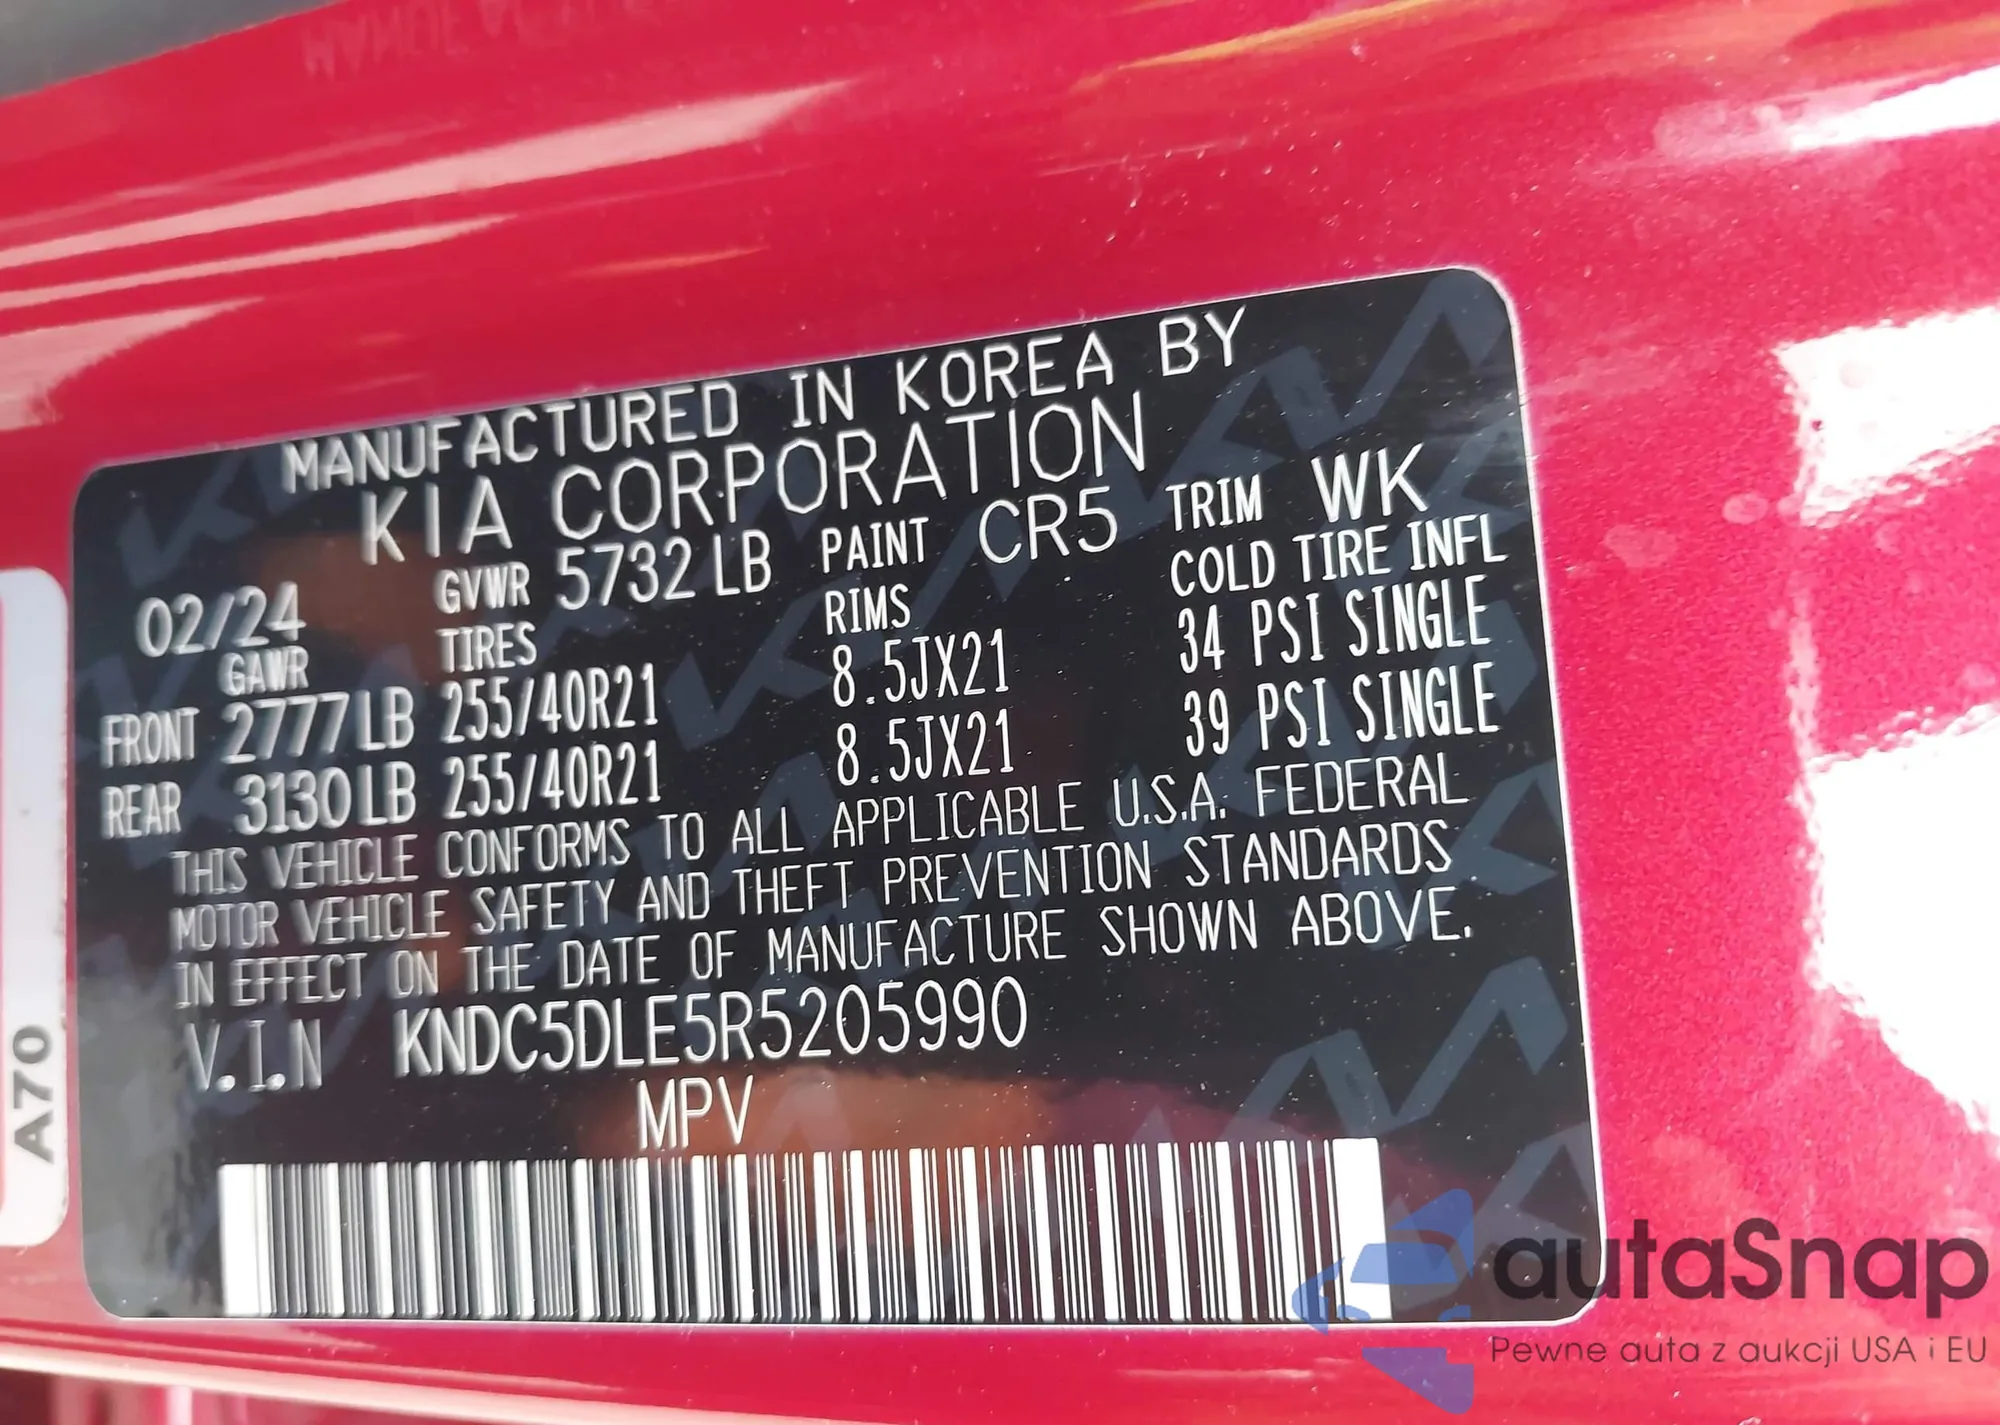 MANUFACTURED IN KOREA BY
KIA CORPORATION
02/24 GVWR 5732 LB PAINT CR5 TRIM WK
GAWR TIRES RIMS COLD TIRE INFL
FRONT 2777 LB 255/40R21 8.5JX21 34 PSI SINGLE
REAR 3130 LB 255/40R21 8.5JX21 39 PSI SINGLE
THIS VEHICLE CONFORMS TO ALL APPLICABLE U.S.A. FEDERAL
MOTOR VEHICLE SAFETY AND THEFT PREVENTION STANDARDS
IN EFFECT ON THE DATE OF MANUFACTURE SHOWN ABOVE.
V.I.N KNDC5DLE5R5205990
MPV
A70
autaSnap
Pewne auta z aukcji USA i EU